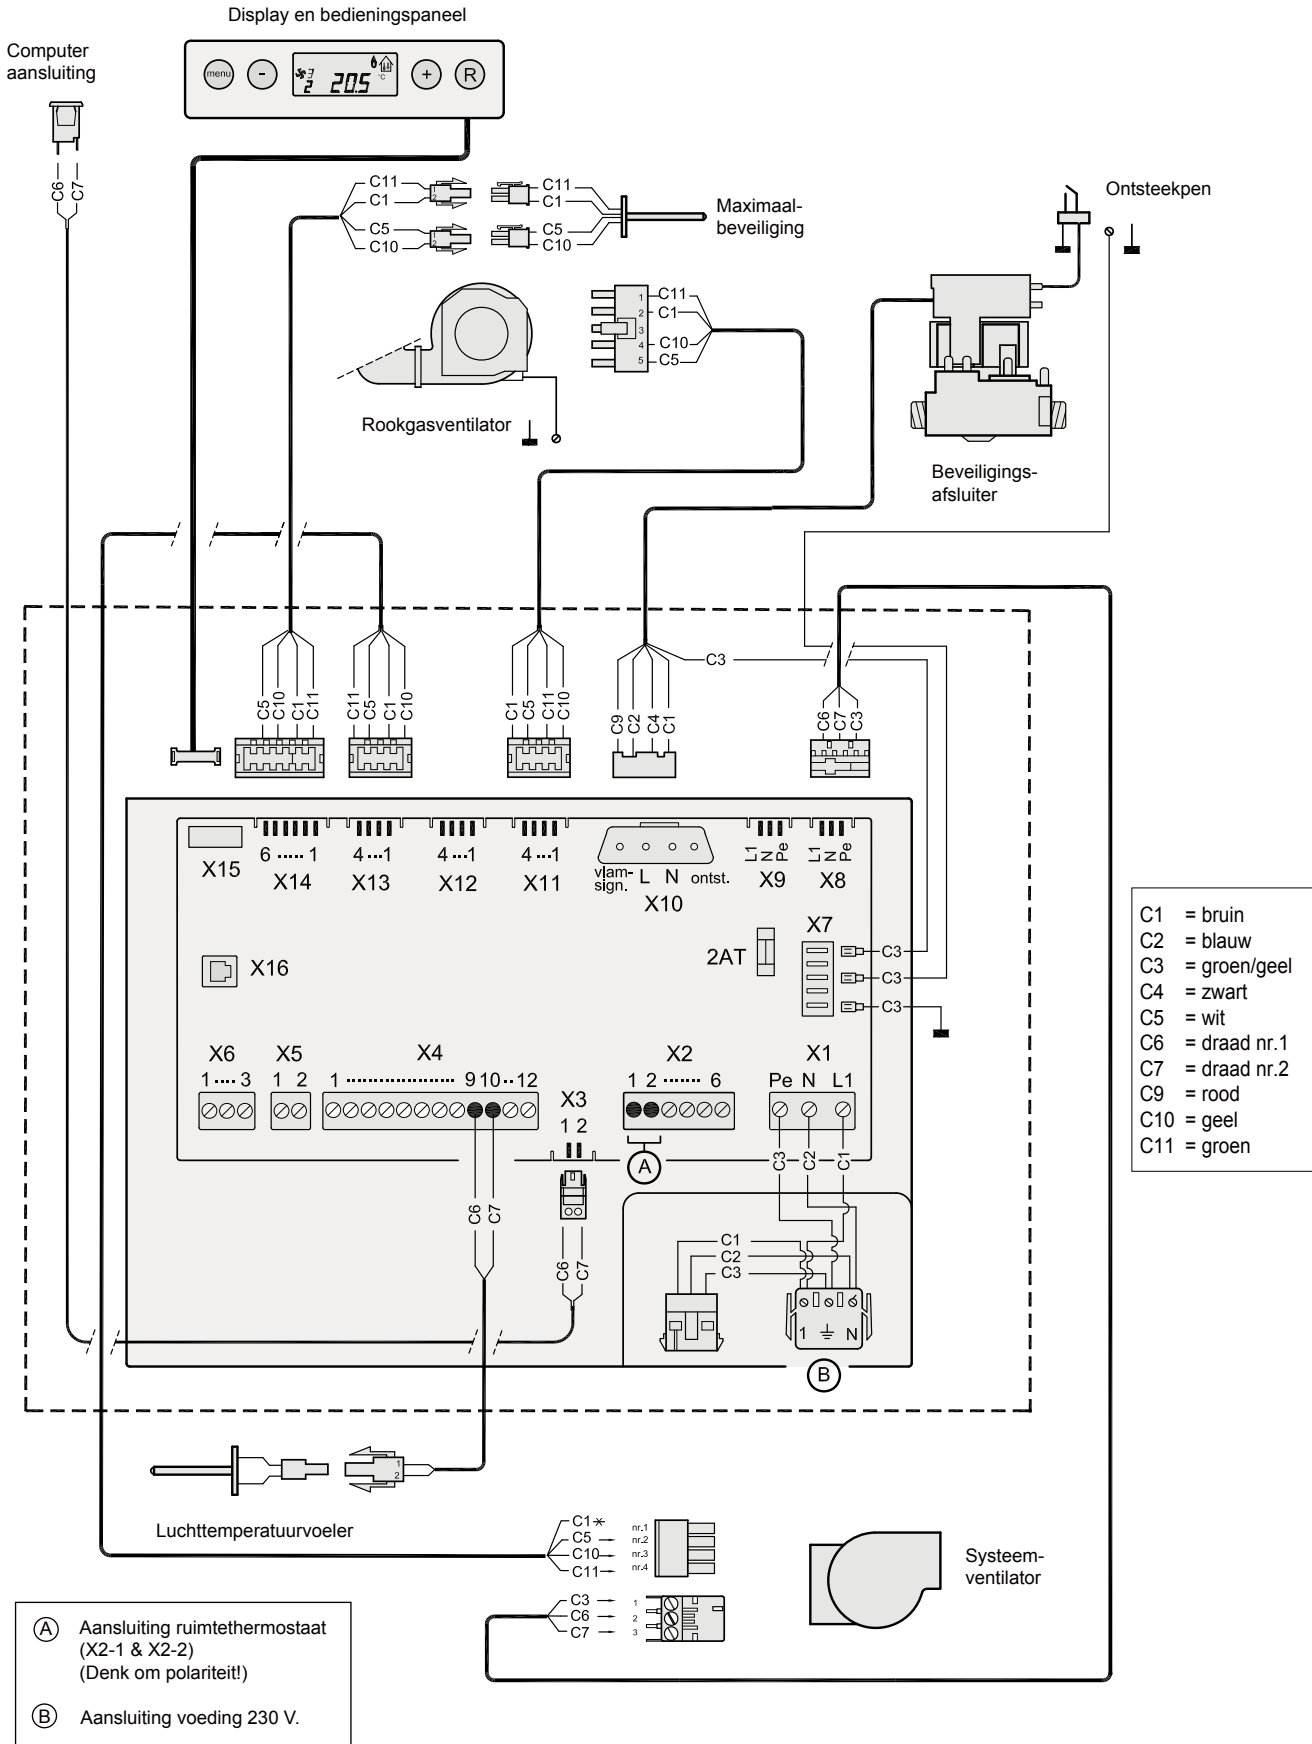 Display en bedieningspaneel
Computer
aansluiting
menu
-
3
2
20.5
°C
+
R
C6
C7
C11
C1
1
2
C5
C10
1
2
C11
C1
C5
C10
Maximaal-
beveiliging
Ontsteekpen
1
2
3
4
5
C11
C1
C10
C5
Rookgasventilator
Beveiligings-
afsluiter
C3
C5
C10
C1
C11
C11
C5
C1
C10
C1
C5
C11
C10
C9
C2
C4
C1
C6
C7
C3
X15
6 ..... 1
X14
4 ... 1
X13
4 ... 1
X12
4 ... 1
X11
vlam-
sign.
L
N
ontst.
X10
L1
N
Pe
X9
L1
N
Pe
X8
X16
2AT
X7
C3
C3
C3
C1 = bruin
C2 = blauw
C3 = groen/geel
C4 = zwart
C5 = wit
C6 = draad nr.1
C7 = draad nr.2
C9 = rood
C10 = geel
C11 = groen
X6
1 .... 3
X5
1 2
X4
1 .................... 9 10 .. 12
X3
1 2
X2
1 2 ....... 6
X1
Pe N L1
A
C3
C2
C1
C6
C7
C6
C7
C1
C2
C3
1
N
B
1
2
Luchttemperatuurvoeler
C1*
C5
C10
C11
nr.1
nr.2
nr.3
nr.4
C3
C6
C7
1
2
3
Systeem-
ventilator
A Aansluiting ruimtethermostaat
(X2-1 & X2-2)
(Denk om polariteit!)
B Aansluiting voeding 230 V.